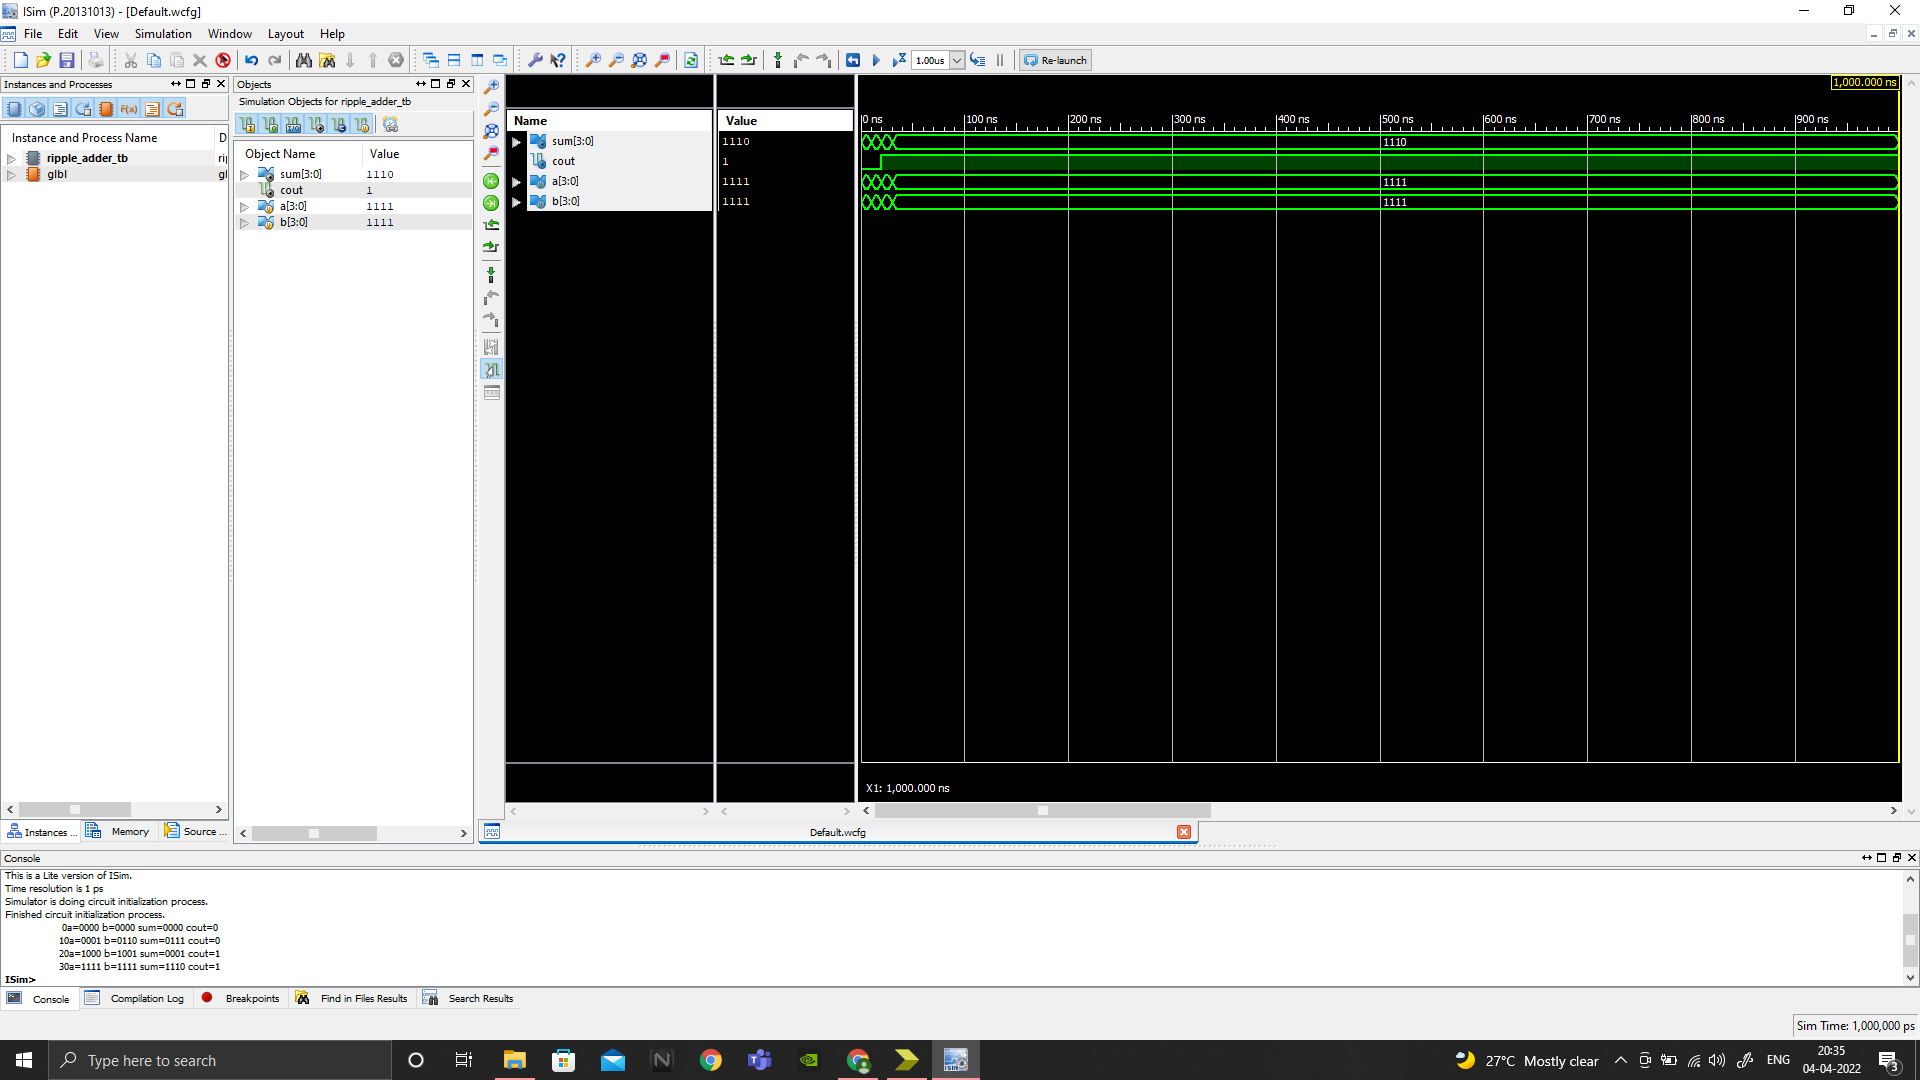 ISim (P.20131013) - [Default.wcfg]
File Edit View Simulation Window Layout Help
1.00us Re-launch
Instances and Processes
Instance and Process Name D
ripple_adder_tb ri
glbl gl
Instances ... Memory Source ...
Objects
Simulation Objects for ripple_adder_tb
Object Name Value
sum[3:0] 1110
cout 1
a[3:0] 1111
b[3:0] 1111
Name Value
sum[3:0] 1110
cout 1
a[3:0] 1111
b[3:0] 1111
1,000.000 ns
0 ns 100 ns 200 ns 300 ns 400 ns 500 ns 600 ns 700 ns 800 ns 900 ns
1110
1111
1111
X1: 1,000.000 ns
Default.wcfg
Console
This is a Lite version of ISim.
Time resolution is 1 ps
Simulator is doing circuit initialization process.
Finished circuit initialization process.
0a=0000 b=0000 sum=0000 cout=0
10a=0001 b=0110 sum=0111 cout=0
20a=1000 b=1001 sum=0001 cout=1
30a=1111 b=1111 sum=1110 cout=1
ISim>
Console Compilation Log Breakpoints Find in Files Results Search Results
Sim Time: 1,000,000 ps
Type here to search
27°C Mostly clear ENG
20:35
04-04-2022
3